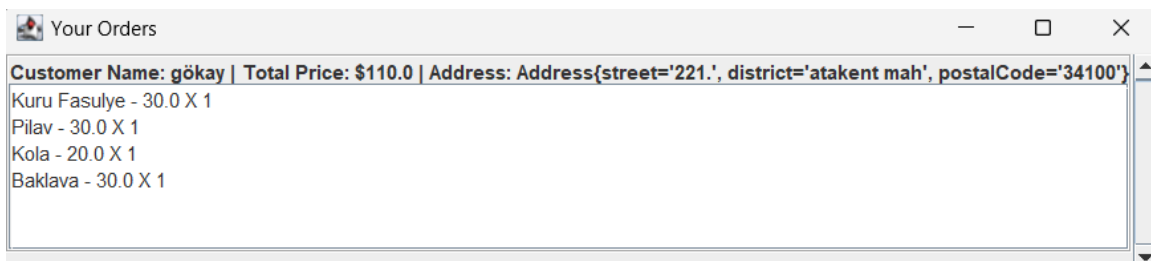 Your Orders
Customer Name: gökay | Total Price: $110.0 | Address: Address{street='221.', district='atakent mah', postalCode='34100'}
Kuru Fasulye - 30.0 X 1
Pilav - 30.0 X 1
Kola - 20.0 X 1
Baklava - 30.0 X 1